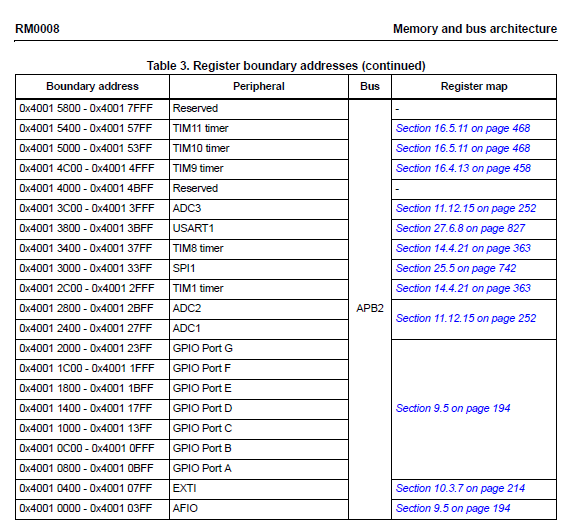 RM0008 Memory and bus architecture
Table 3. Register boundary addresses (continued)
Boundary address Peripheral Bus Register map
0x4001 5800 - 0x4001 7FFF Reserved -
0x4001 5400 - 0x4001 57FF TIM11 timer Section 16.5.11 on page 468
0x4001 5000 - 0x4001 53FF TIM10 timer Section 16.5.11 on page 468
0x4001 4C00 - 0x4001 4FFF TIM9 timer Section 16.4.13 on page 458
0x4001 4000 - 0x4001 4BFF Reserved -
0x4001 3C00 - 0x4001 3FFF ADC3 Section 11.12.15 on page 252
0x4001 3800 - 0x4001 3BFF USART1 Section 27.6.8 on page 827
0x4001 3400 - 0x4001 37FF TIM8 timer Section 14.4.21 on page 363
0x4001 3000 - 0x4001 33FF SPI1 Section 25.5 on page 742
0x4001 2C00 - 0x4001 2FFF TIM1 timer Section 14.4.21 on page 363
0x4001 2800 - 0x4001 2BFF ADC2 APB2 Section 11.12.15 on page 252
0x4001 2400 - 0x4001 27FF ADC1
0x4001 2000 - 0x4001 23FF GPIO Port G
0x4001 1C00 - 0x4001 1FFF GPIO Port F
0x4001 1800 - 0x4001 1BFF GPIO Port E
0x4001 1400 - 0x4001 17FF GPIO Port D Section 9.5 on page 194
0x4001 1000 - 0x4001 13FF GPIO Port C
0x4001 0C00 - 0x4001 0FFF GPIO Port B
0x4001 0800 - 0x4001 0BFF GPIO Port A
0x4001 0400 - 0x4001 07FF EXTI Section 10.3.7 on page 214
0x4001 0000 - 0x4001 03FF AFIO Section 9.5 on page 194